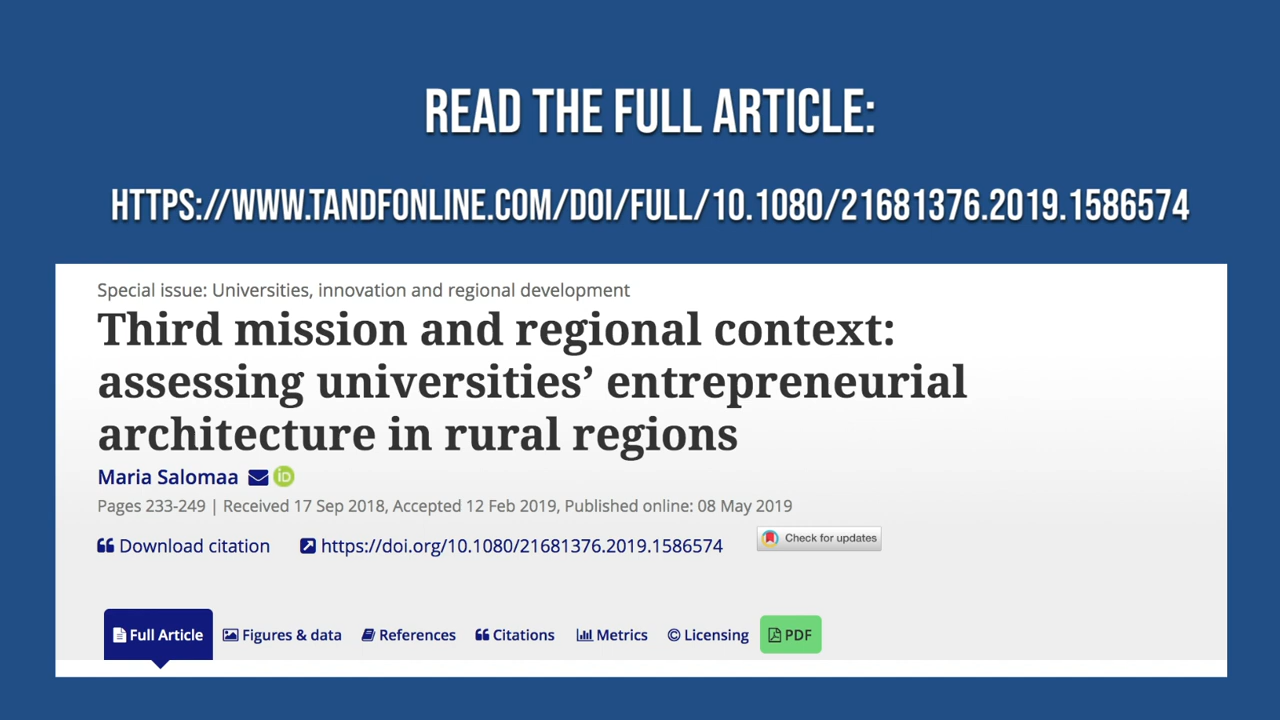 READ THE FULL ARTICLE:
HTTPS://WWW.TANDFONLINE.COM/DOI/FULL/10.1080/21681376.2019.1586574
Special issue: Universities, innovation and regional development
Third mission and regional context:
assessing universities’ entrepreneurial
architecture in rural regions
Maria Salomaa iD
Pages 233-249 | Received 17 Sep 2018, Accepted 12 Feb 2019, Published online: 08 May 2019
Download citation https://doi.org/10.1080/21681376.2019.1586574 Check for updates
Full Article Figures & data References Citations Metrics © Licensing PDF